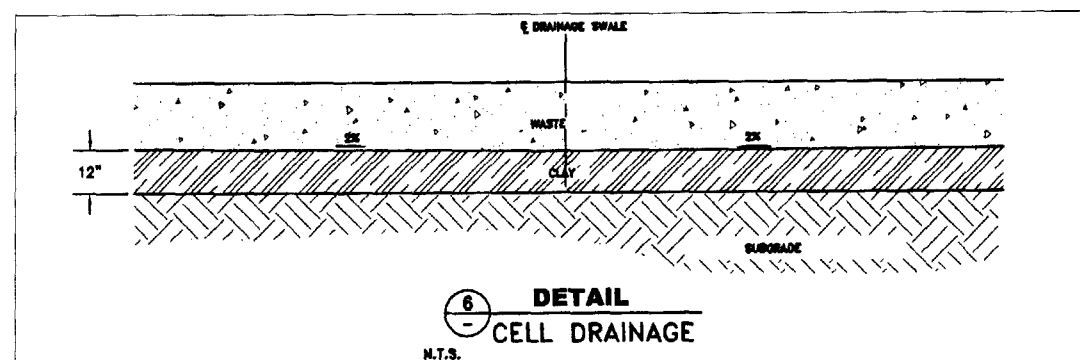 ℄ DRAINAGE SWALE
WASTE
2% 2%
12"
CLAY
SUBGRADE
6 DETAIL
- CELL DRAINAGE
N.T.S.